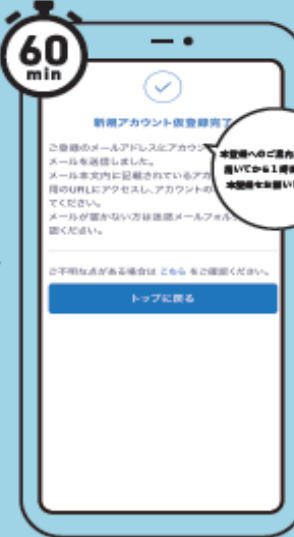 60
min
新規アカウント仮登録完了
ご登録のメールアドレスにアカウン
メールを送信しました。
メール本文内に記載されているアカ
用のURLにアクセスし、アカウントの
てください。
メールが届かない方は迷惑メールフォル
認ください。
本登録へのご案内
届いてから1時間
本登録をお願い
ご不明な点がある場合は こちら をご確認ください。
トップに戻る